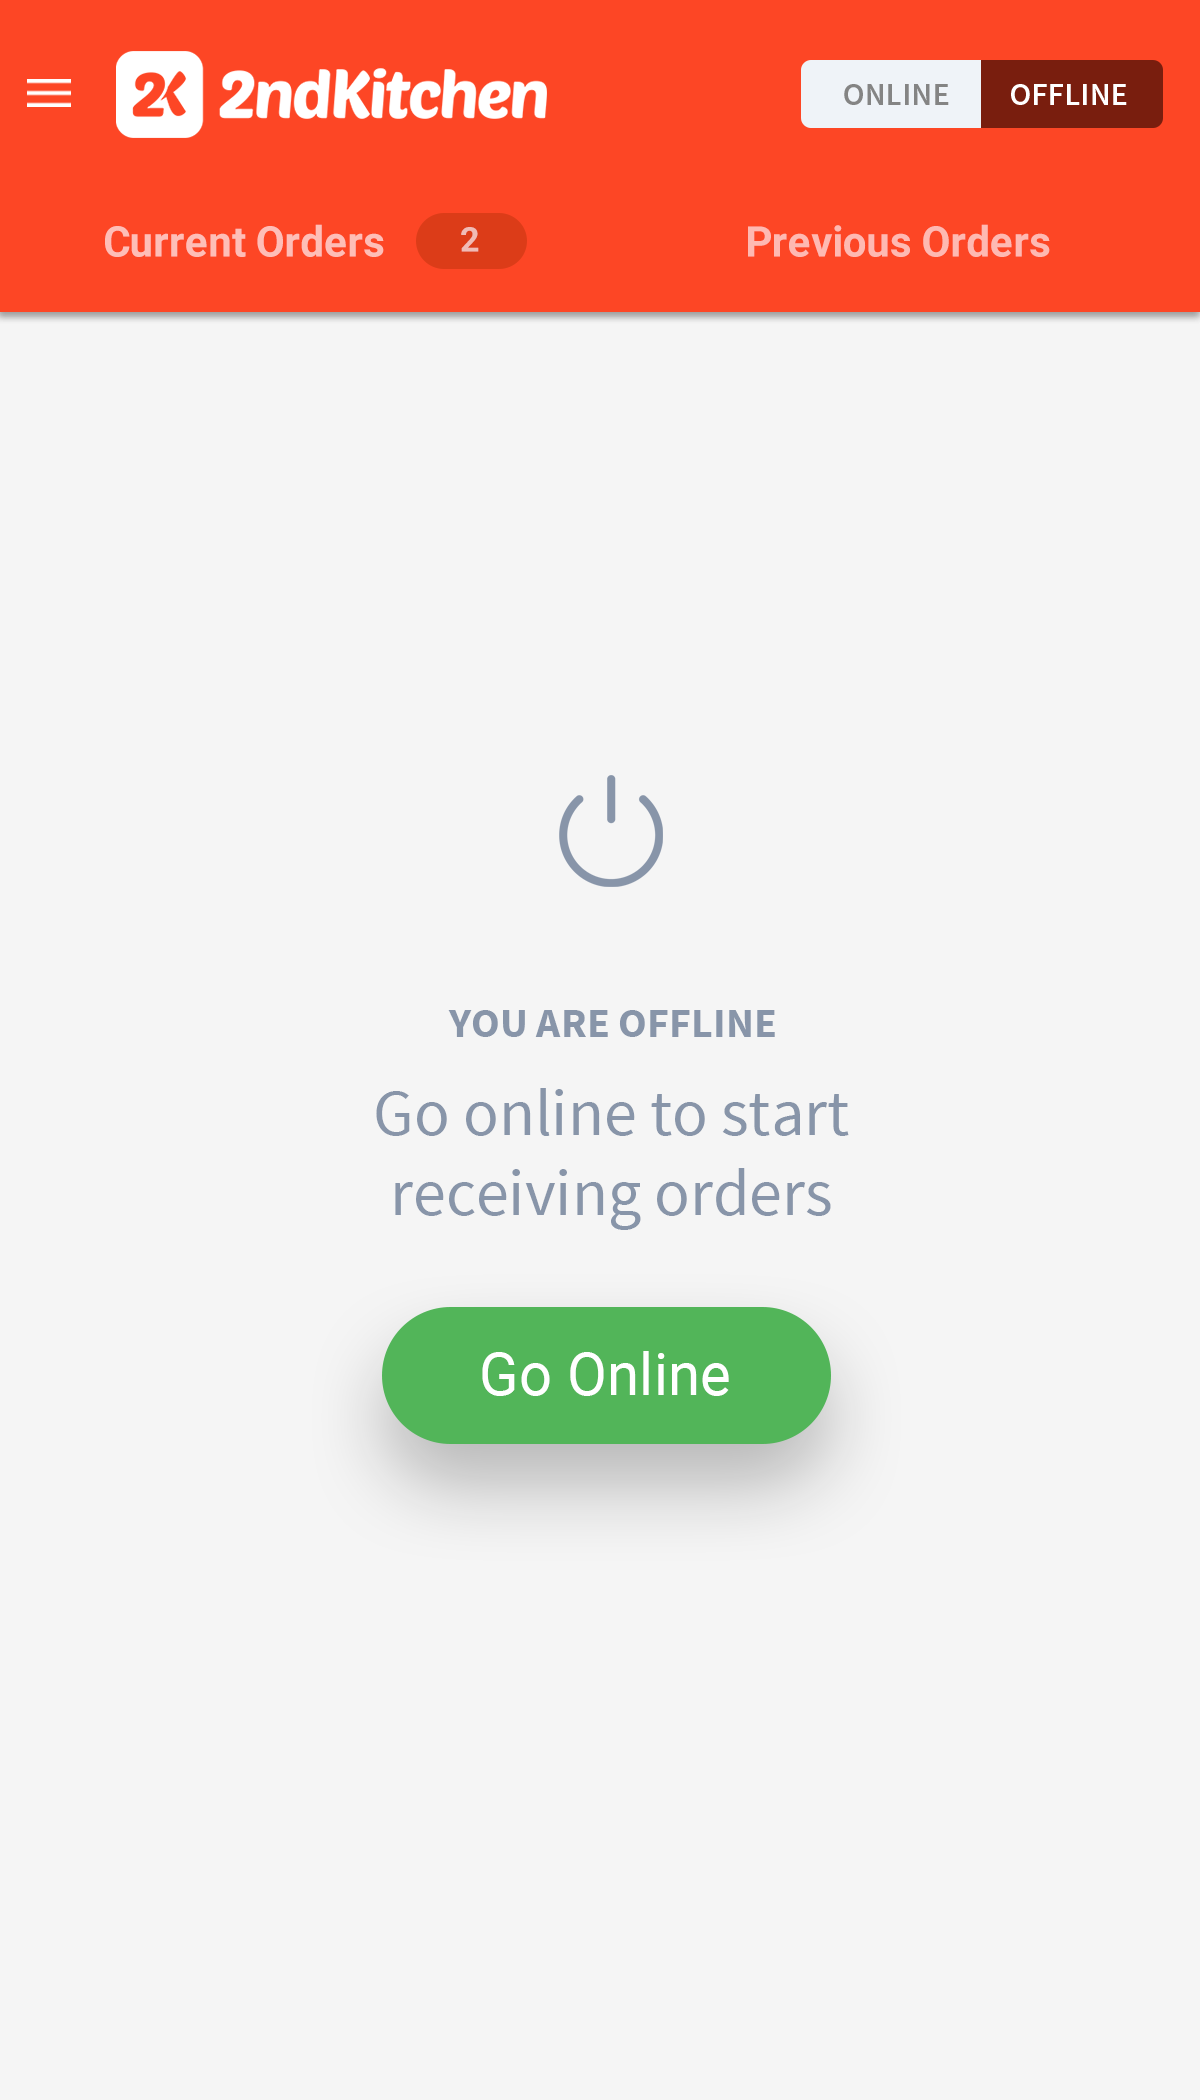 2K 2ndKitchen
ONLINE OFFLINE
Current Orders 2 Previous Orders
YOU ARE OFFLINE
Go online to start
receiving orders
Go Online